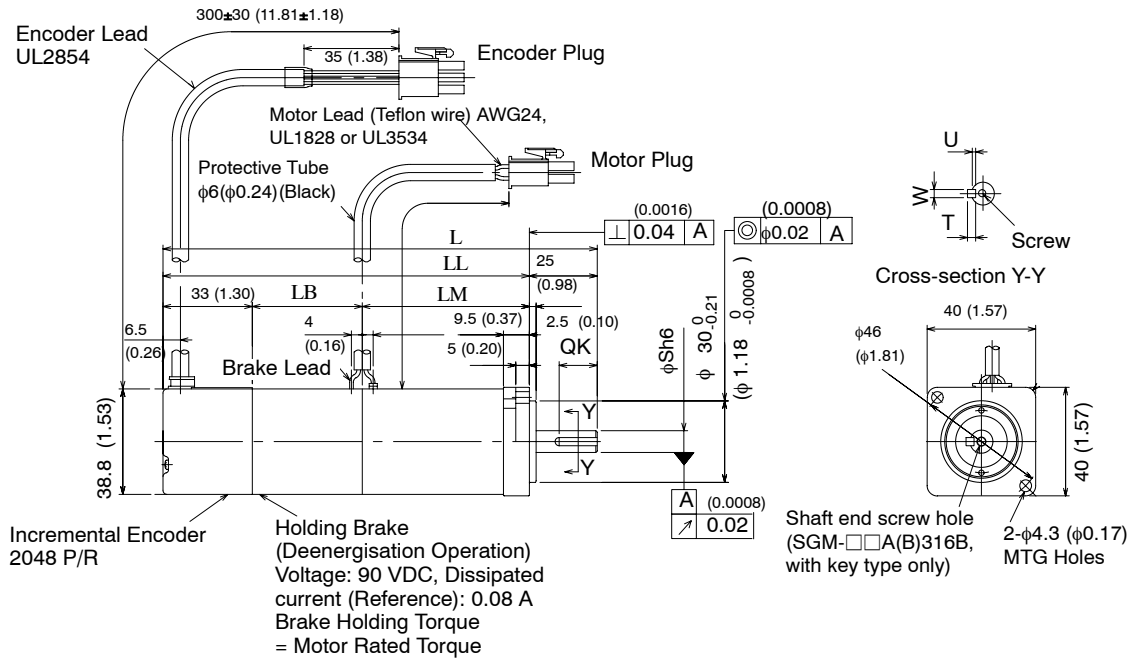 300±30 (11.81±1.18)
Encoder Lead
UL2854
35 (1.38)
Encoder Plug
Motor Lead (Teflon wire) AWG24,
UL1828 or UL3534
Motor Plug
Protective Tube
φ6(φ0.24)(Black)
(0.0016)
⊥ 0.04 A
(0.0008)
◎ φ0.02 A
U
W
T
Screw
Cross-section Y-Y
L
LL
25
(0.98)
33 (1.30)
LB
LM
6.5
(0.26)
4
(0.16)
9.5 (0.37)
2.5 (0.10)
5 (0.20)
QK
Brake Lead
φSh6
φ 30 0 -0.21
(φ 1.18 0 -0.0008)
40 (1.57)
φ46
(φ1.81)
40 (1.57)
38.8 (1.53)
Y
Y
A
(0.0008)
↗ 0.02
Incremental Encoder
2048 P/R
Holding Brake
(Deenergisation Operation)
Voltage: 90 VDC, Dissipated
current (Reference): 0.08 A
Brake Holding Torque
= Motor Rated Torque
Shaft end screw hole
(SGM-□□A(B)316B,
with key type only)
2-φ4.3 (φ0.17)
MTG Holes